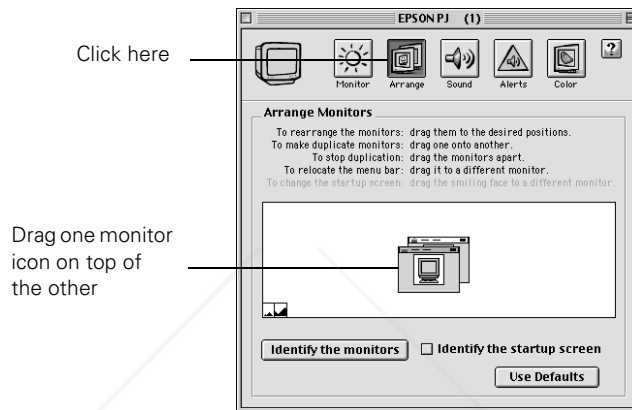 EPSON PJ (1)
Click here
?
Monitor
Arrange
Sound
Alerts
Color
Arrange Monitors
To rearrange the monitors: drag them to the desired positions.
To make duplicate monitors: drag one onto another.
To stop duplication: drag the monitors apart.
To relocate the menu bar: drag it to a different monitor.
To change the startup screen: drag the smiling face to a different monitor.
Drag one monitor
icon on top of
the other
Identify the monitors
Identify the startup screen
Use Defaults